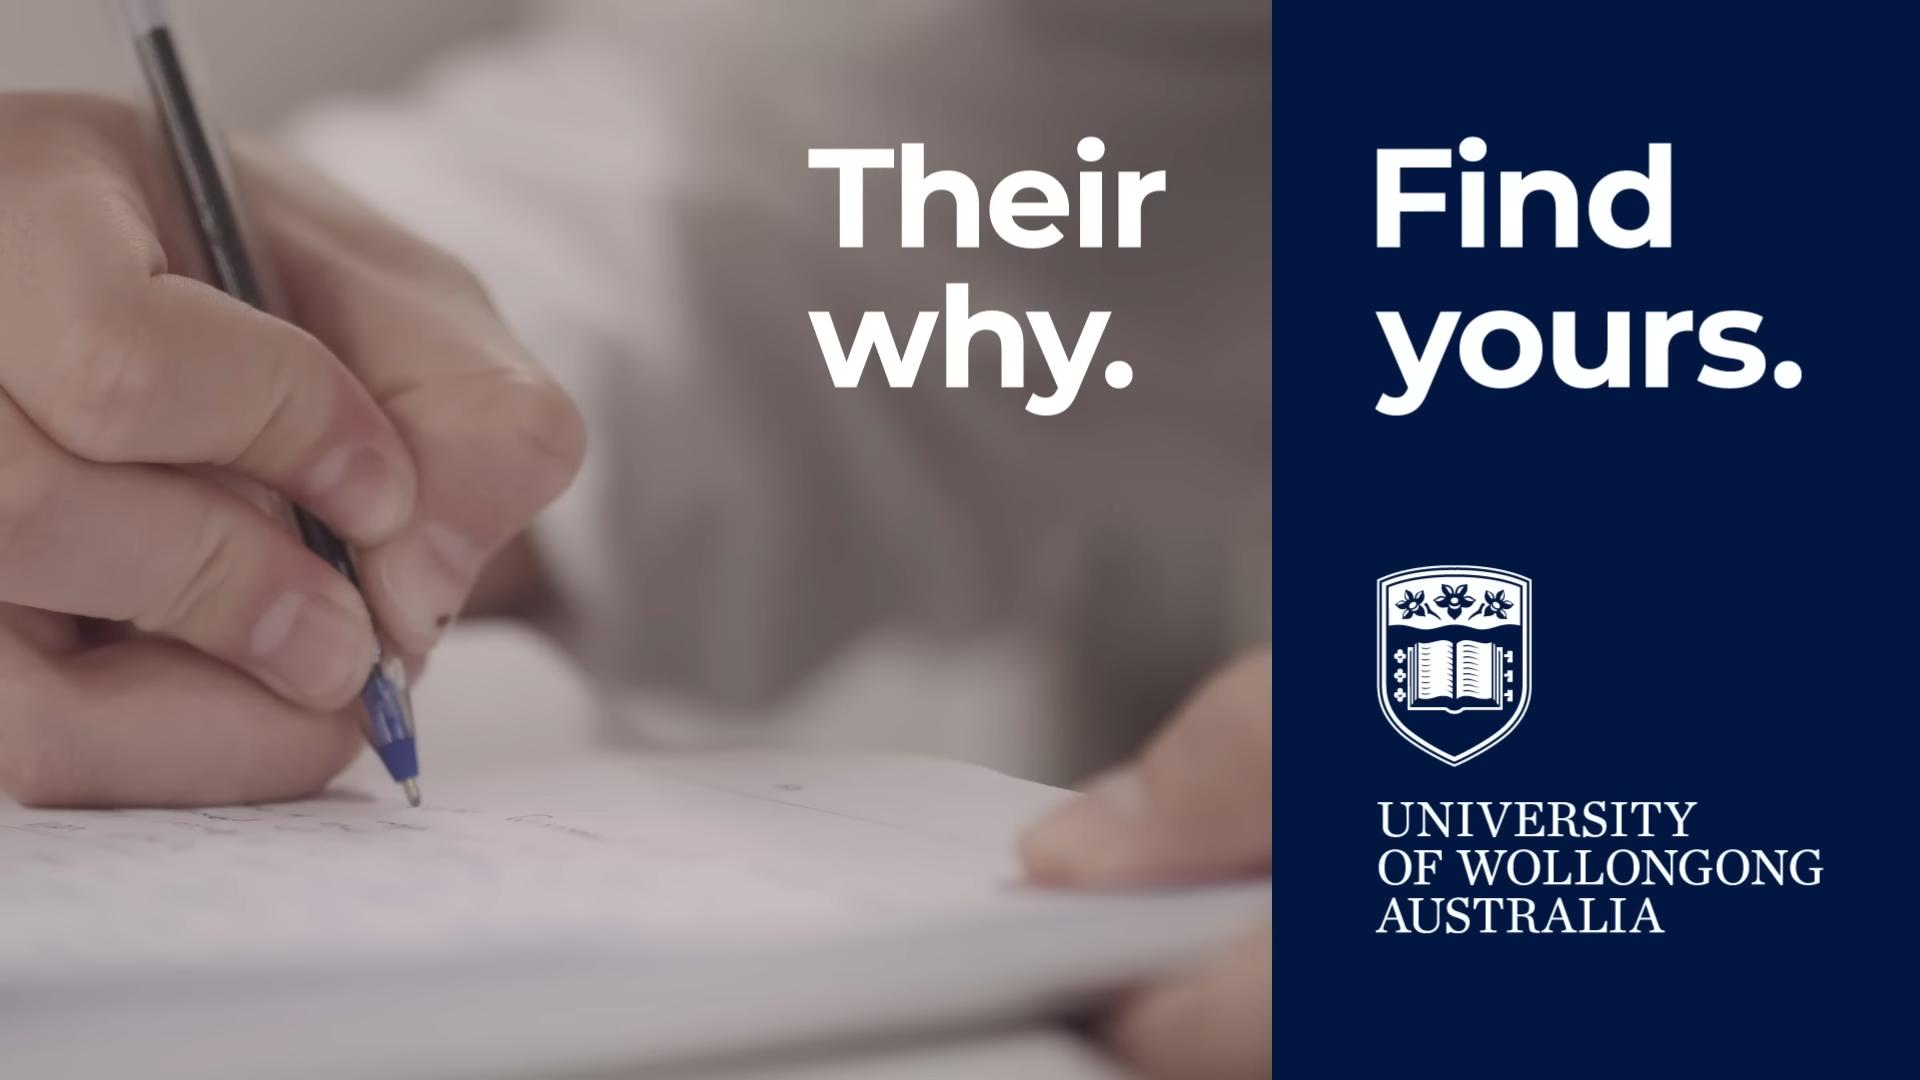 Their
why.
Find
yours.
UNIVERSITY
OF WOLLONGONG
AUSTRALIA